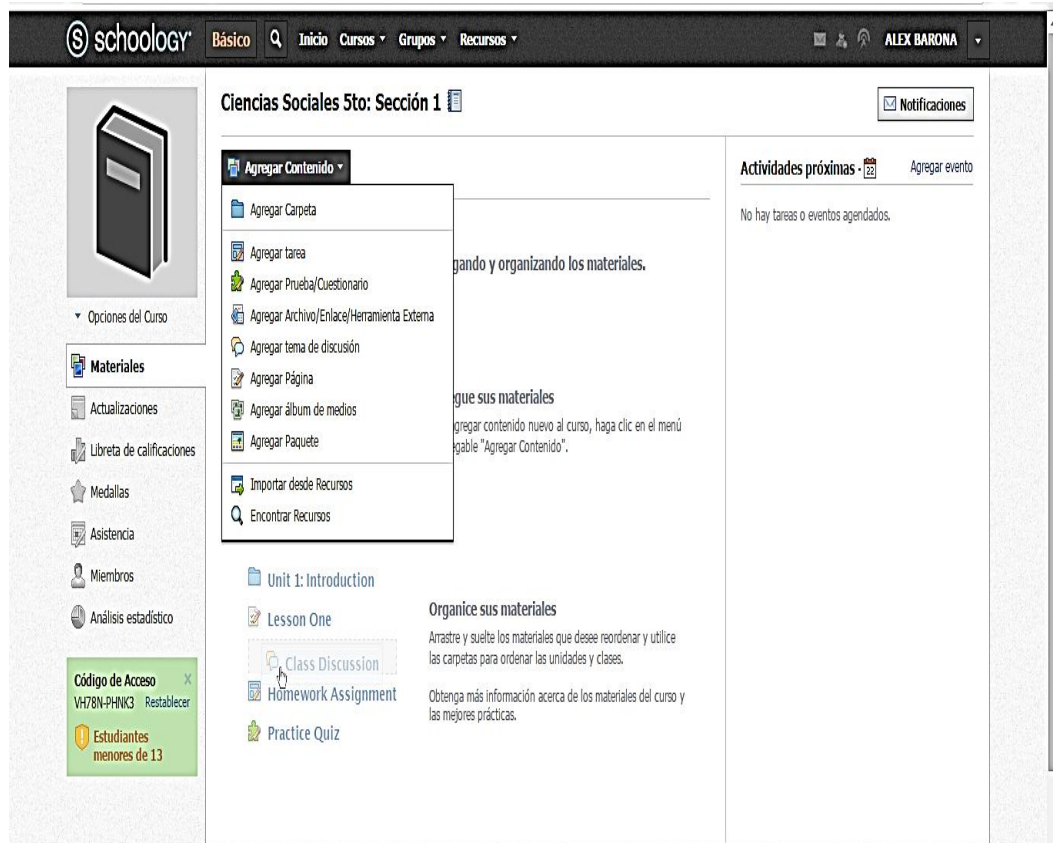 schoology Básico Inicio Cursos Grupos Recursos ALEX BARONA
Ciencias Sociales 5to: Sección 1
Notificaciones
Agregar Contenido
Agregar Carpeta
Agregar tarea
Agregar Prueba/Cuestionario
Agregar Archivo/Enlace/Herramienta Externa
Agregar tema de discusión
Agregar Página
Agregar álbum de medios
Agregar Paquete
Importar desde Recursos
Encontrar Recursos
gando y organizando los materiales.
gue sus materiales
gregar contenido nuevo al curso, haga clic en el menú
egable "Agregar Contenido".
Actividades próximas · 22 Agregar evento
No hay tareas o eventos agendados.
Opciones del Curso
Materiales
Actualizaciones
Libreta de calificaciones
Medallas
Asistencia
Miembros
Análisis estadístico
Código de Acceso X
VH78N-PHNK3 Restablecer
Estudiantes
menores de 13
Unit 1: Introduction
Lesson One
Class Discussion
Homework Assignment
Practice Quiz
Organice sus materiales
Arrastre y suelte los materiales que desee reordenar y utilice
las carpetas para ordenar las unidades y clases.
Obtenga más información acerca de los materiales del curso y
las mejores prácticas.